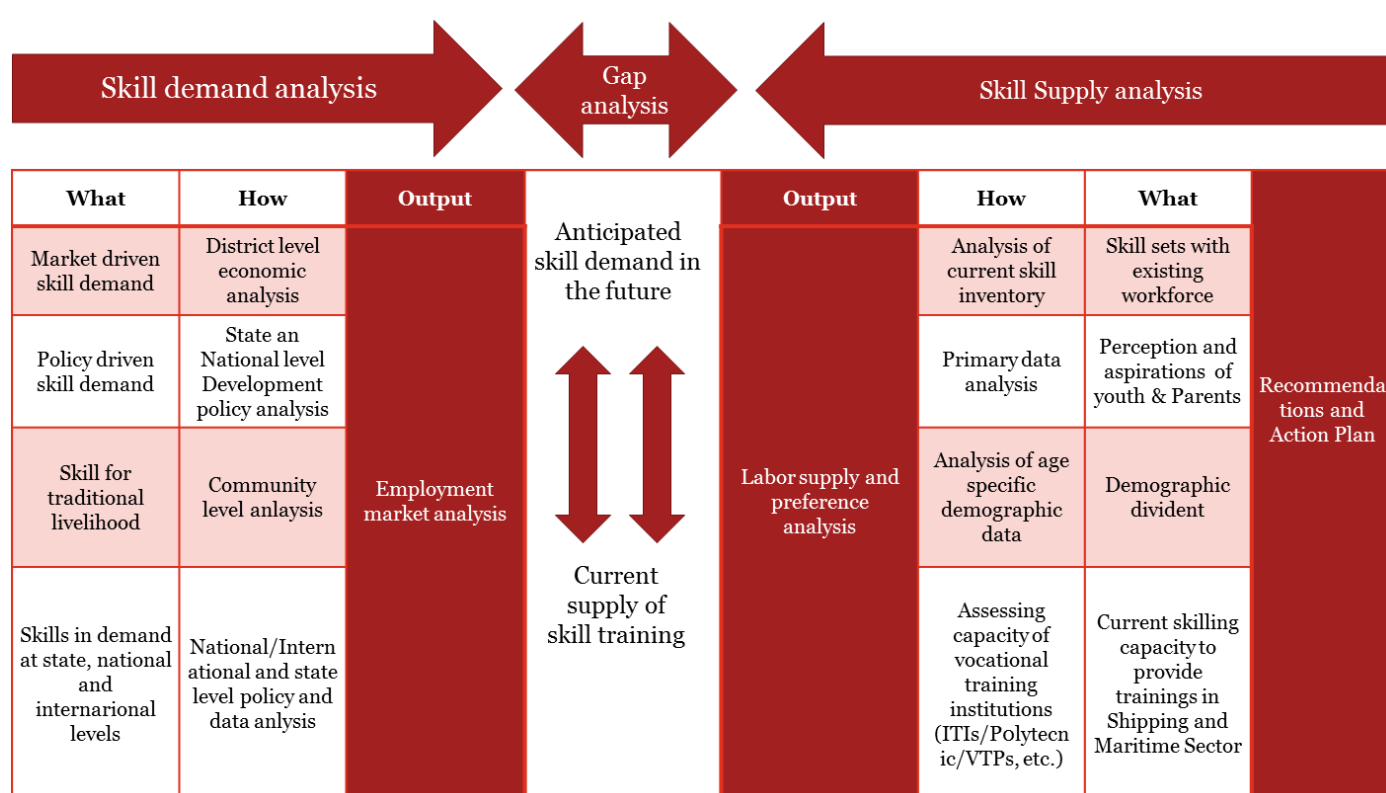 Skill demand analysis
Gap
analysis
Skill Supply analysis
What
How
Output
Output
How
What
Market driven
skill demand
District level
economic
analysis
Anticipated
skill demand in
the future
Analysis of
current skill
inventory
Skill sets with
existing
workforce
Policy driven
skill demand
State an
National level
Development
policy analysis
Primary data
analysis
Perception and
aspirations of
youth & Parents
Recommenda
tions and
Action Plan
Skill for
traditional
livelihood
Community
level anlaysis
Employment
market analysis
Labor supply and
preference
analysis
Analysis of age
specific
demographic
data
Demographic
divident
Skills in demand
at state, national
and
internarional
levels
National/Intern
ational and state
level policy and
data anlysis
Current
supply of
skill training
Assessing
capacity of
vocational
training
institutions
(ITIs/Polytecn
ic/VTPs, etc.)
Current skilling
capacity to
provide
trainings in
Shipping and
Maritime Sector